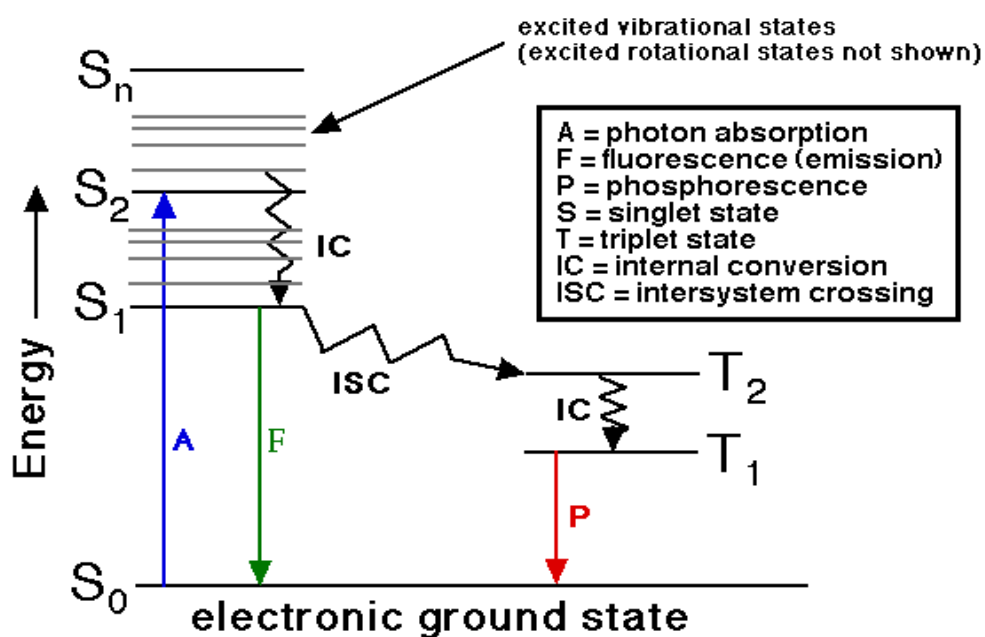 excited vibrational states
(excited rotational states not shown)
Sn
A = photon absorption
F = fluorescence (emission)
P = phosphorescence
S = singlet state
T = triplet state
IC = internal conversion
ISC = intersystem crossing
S2
IC
S1
Energy
ISC
T2
IC
A
F
T1
P
S0
electronic ground state